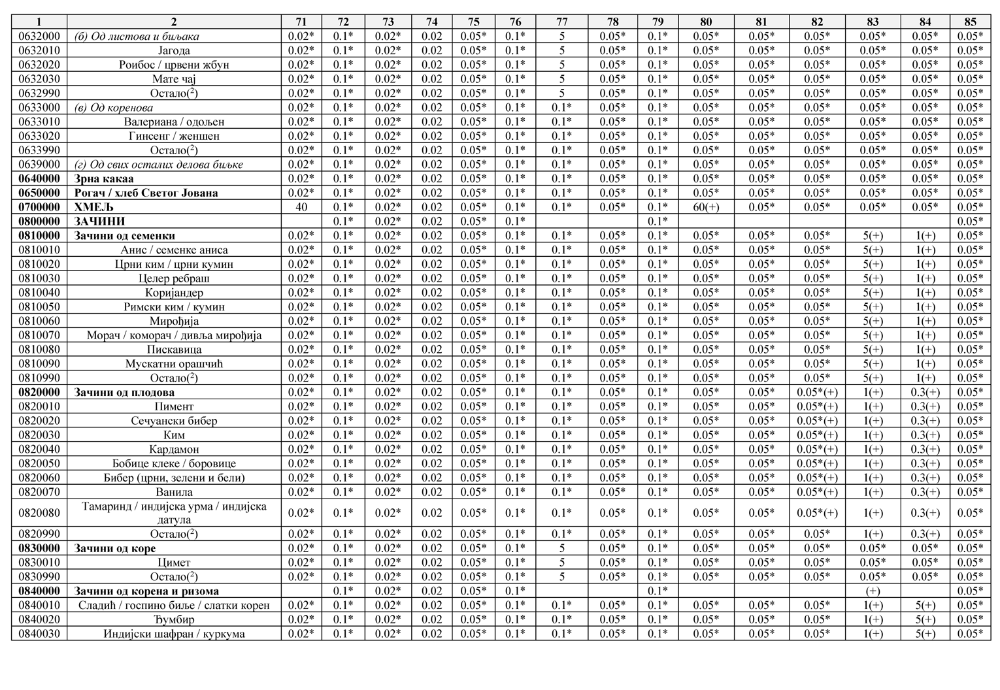 1 2 71 72 73 74 75 76 77 78 79 80 81 82 83 84 85
0632000 (б) Од листова и биљака 0.02* 0.1* 0.02* 0.02 0.05* 0.1* 5 0.05* 0.1* 0.05* 0.05* 0.05* 0.05* 0.05* 0.05*
0632010 Јагода 0.02* 0.1* 0.02* 0.02 0.05* 0.1* 5 0.05* 0.1* 0.05* 0.05* 0.05* 0.05* 0.05* 0.05*
0632020 Роибос / црвени жбун 0.02* 0.1* 0.02* 0.02 0.05* 0.1* 5 0.05* 0.1* 0.05* 0.05* 0.05* 0.05* 0.05* 0.05*
0632030 Мате чај 0.02* 0.1* 0.02* 0.02 0.05* 0.1* 5 0.05* 0.1* 0.05* 0.05* 0.05* 0.05* 0.05* 0.05*
0632990 Остало(²) 0.02* 0.1* 0.02* 0.02 0.05* 0.1* 5 0.05* 0.1* 0.05* 0.05* 0.05* 0.05* 0.05* 0.05*
0633000 (в) Од коренова 0.02* 0.1* 0.02* 0.02 0.05* 0.1* 0.1* 0.05* 0.1* 0.05* 0.05* 0.05* 0.05* 0.05* 0.05*
0633010 Валериана / одољен 0.02* 0.1* 0.02* 0.02 0.05* 0.1* 0.1* 0.05* 0.1* 0.05* 0.05* 0.05* 0.05* 0.05* 0.05*
0633020 Гинсенг / женшен 0.02* 0.1* 0.02* 0.02 0.05* 0.1* 0.1* 0.05* 0.1* 0.05* 0.05* 0.05* 0.05* 0.05* 0.05*
0633990 Остало(²) 0.02* 0.1* 0.02* 0.02 0.05* 0.1* 0.1* 0.05* 0.1* 0.05* 0.05* 0.05* 0.05* 0.05* 0.05*
0639000 (г) Од свих осталих делова биљке 0.02* 0.1* 0.02* 0.02 0.05* 0.1* 0.1* 0.05* 0.1* 0.05* 0.05* 0.05* 0.05* 0.05* 0.05*
0640000 Зрна какаа 0.02* 0.1* 0.02* 0.02 0.05* 0.1* 0.1* 0.05* 0.1* 0.05* 0.05* 0.05* 0.05* 0.05* 0.05*
0650000 Рогач / хлеб Светог Јована 0.02* 0.1* 0.02* 0.02 0.05* 0.1* 0.1* 0.05* 0.1* 0.05* 0.05* 0.05* 0.05* 0.05* 0.05*
0700000 ХМЕЉ 40 0.1* 0.02* 0.02 0.05* 0.1* 0.1* 0.05* 0.1* 60(+) 0.05* 0.05* 0.05* 0.05* 0.05*
0800000 ЗАЧИНИ 0.1* 0.02* 0.02 0.05* 0.1* 0.1* 0.05*
0810000 Зачини од семенки 0.02* 0.1* 0.02* 0.02 0.05* 0.1* 0.1* 0.05* 0.1* 0.05* 0.05* 0.05* 5(+) 1(+) 0.05*
0810010 Анис / семенке аниса 0.02* 0.1* 0.02* 0.02 0.05* 0.1* 0.1* 0.05* 0.1* 0.05* 0.05* 0.05* 5(+) 1(+) 0.05*
0810020 Црни ким / црни кумин 0.02* 0.1* 0.02* 0.02 0.05* 0.1* 0.1* 0.05* 0.1* 0.05* 0.05* 0.05* 5(+) 1(+) 0.05*
0810030 Целер ребраш 0.02* 0.1* 0.02* 0.02 0.05* 0.1* 0.1* 0.05* 0.1* 0.05* 0.05* 0.05* 5(+) 1(+) 0.05*
0810040 Коријандер 0.02* 0.1* 0.02* 0.02 0.05* 0.1* 0.1* 0.05* 0.1* 0.05* 0.05* 0.05* 5(+) 1(+) 0.05*
0810050 Римски ким / кумин 0.02* 0.1* 0.02* 0.02 0.05* 0.1* 0.1* 0.05* 0.1* 0.05* 0.05* 0.05* 5(+) 1(+) 0.05*
0810060 Мирођија 0.02* 0.1* 0.02* 0.02 0.05* 0.1* 0.1* 0.05* 0.1* 0.05* 0.05* 0.05* 5(+) 1(+) 0.05*
0810070 Морач / коморач / дивља мирођија 0.02* 0.1* 0.02* 0.02 0.05* 0.1* 0.1* 0.05* 0.1* 0.05* 0.05* 0.05* 5(+) 1(+) 0.05*
0810080 Пискавица 0.02* 0.1* 0.02* 0.02 0.05* 0.1* 0.1* 0.05* 0.1* 0.05* 0.05* 0.05* 5(+) 1(+) 0.05*
0810090 Мускатни орашчић 0.02* 0.1* 0.02* 0.02 0.05* 0.1* 0.1* 0.05* 0.1* 0.05* 0.05* 0.05* 5(+) 1(+) 0.05*
0810990 Остало(²) 0.02* 0.1* 0.02* 0.02 0.05* 0.1* 0.1* 0.05* 0.1* 0.05* 0.05* 0.05* 5(+) 1(+) 0.05*
0820000 Зачини од плодова 0.02* 0.1* 0.02* 0.02 0.05* 0.1* 0.1* 0.05* 0.1* 0.05* 0.05* 0.05*(+) 1(+) 0.3(+) 0.05*
0820010 Пимент 0.02* 0.1* 0.02* 0.02 0.05* 0.1* 0.1* 0.05* 0.1* 0.05* 0.05* 0.05*(+) 1(+) 0.3(+) 0.05*
0820020 Сечуански бибер 0.02* 0.1* 0.02* 0.02 0.05* 0.1* 0.1* 0.05* 0.1* 0.05* 0.05* 0.05*(+) 1(+) 0.3(+) 0.05*
0820030 Ким 0.02* 0.1* 0.02* 0.02 0.05* 0.1* 0.1* 0.05* 0.1* 0.05* 0.05* 0.05*(+) 1(+) 0.3(+) 0.05*
0820040 Кардамон 0.02* 0.1* 0.02* 0.02 0.05* 0.1* 0.1* 0.05* 0.1* 0.05* 0.05* 0.05*(+) 1(+) 0.3(+) 0.05*
0820050 Бобице клеке / боровице 0.02* 0.1* 0.02* 0.02 0.05* 0.1* 0.1* 0.05* 0.1* 0.05* 0.05* 0.05*(+) 1(+) 0.3(+) 0.05*
0820060 Бибер (црни, зелени и бели) 0.02* 0.1* 0.02* 0.02 0.05* 0.1* 0.1* 0.05* 0.1* 0.05* 0.05* 0.05*(+) 1(+) 0.3(+) 0.05*
0820070 Ванила 0.02* 0.1* 0.02* 0.02 0.05* 0.1* 0.1* 0.05* 0.1* 0.05* 0.05* 0.05*(+) 1(+) 0.3(+) 0.05*
Тамаринд / индијска урма / индијска
0820080 датула 0.02* 0.1* 0.02* 0.02 0.05* 0.1* 0.1* 0.05* 0.1* 0.05* 0.05* 0.05*(+) 1(+) 0.3(+) 0.05*
0820990 Остало(²) 0.02* 0.1* 0.02* 0.02 0.05* 0.1* 0.1* 0.05* 0.1* 0.05* 0.05* 0.05* 1(+) 0.3(+) 0.05*
0830000 Зачини од коре 0.02* 0.1* 0.02* 0.02 0.05* 0.1* 5 0.05* 0.1* 0.05* 0.05* 0.05* 0.05* 0.05* 0.05*
0830010 Цимет 0.02* 0.1* 0.02* 0.02 0.05* 0.1* 5 0.05* 0.1* 0.05* 0.05* 0.05* 0.05* 0.05* 0.05*
0830990 Остало(²) 0.02* 0.1* 0.02* 0.02 0.05* 0.1* 5 0.05* 0.1* 0.05* 0.05* 0.05* 0.05* 0.05* 0.05*
0840000 Зачини од корена и ризома 0.1* 0.02* 0.02 0.05* 0.1* 0.1* (+) 0.05*
0840010 Сладић / госпино биље / слатки корен 0.02* 0.1* 0.02* 0.02 0.05* 0.1* 0.1* 0.05* 0.1* 0.05* 0.05* 0.05* 1(+) 5(+) 0.05*
0840020 Ђумбир 0.02* 0.1* 0.02* 0.02 0.05* 0.1* 0.1* 0.05* 0.1* 0.05* 0.05* 0.05* 1(+) 5(+) 0.05*
0840030 Индијски шафран / куркума 0.02* 0.1* 0.02* 0.02 0.05* 0.1* 0.1* 0.05* 0.1* 0.05* 0.05* 0.05* 1(+) 5(+) 0.05*